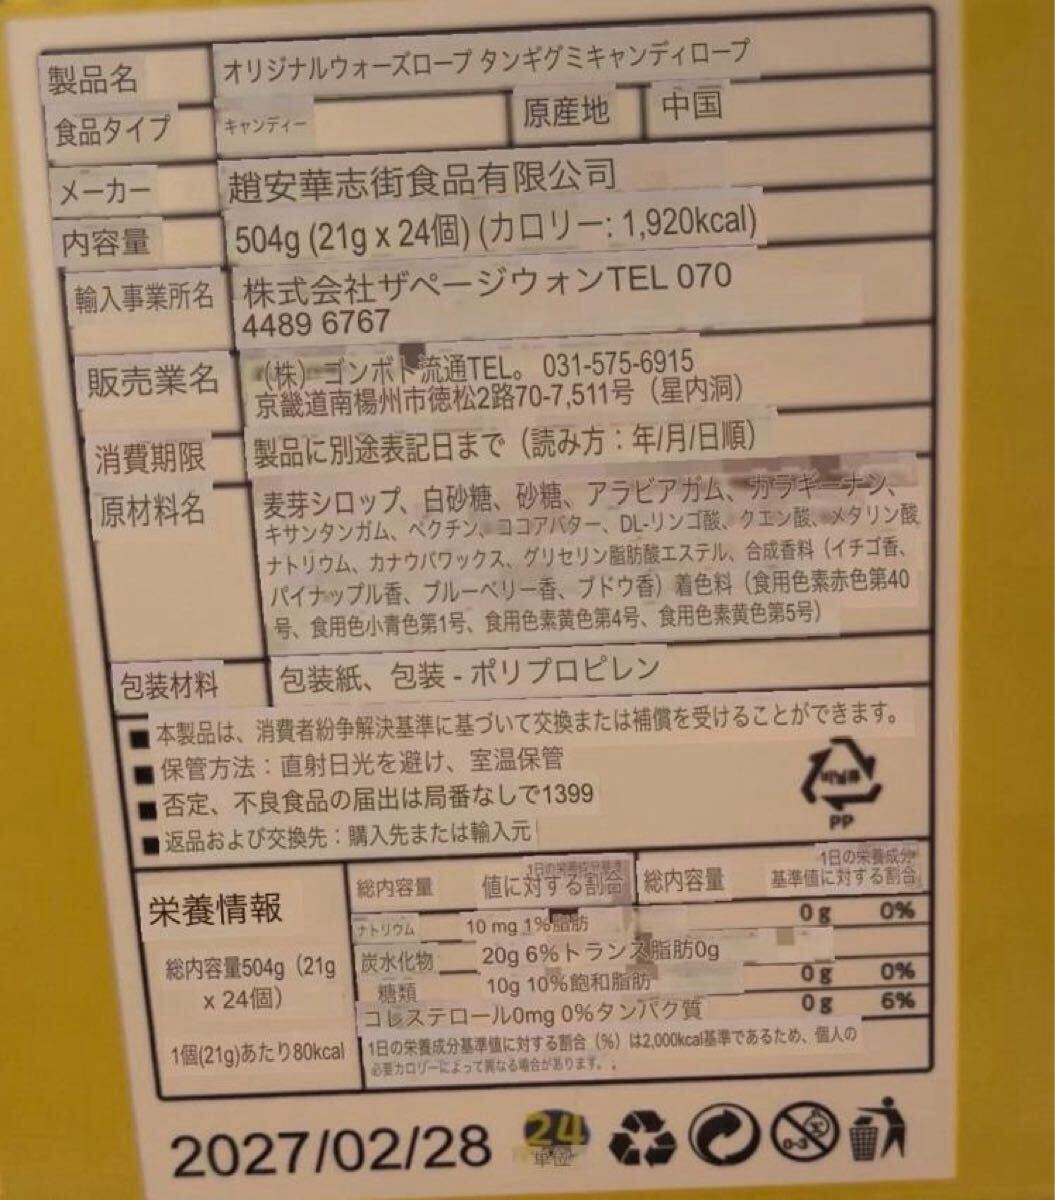 製品名 オリジナルウォーズロープ タンギグミキャンディロープ
食品タイプ キャンディー 原産地 中国
メーカー 趙安華志街食品有限公司
内容量 504g (21g x 24個) (カロリー: 1,920kcal)
輸入事業所名 株式会社ザページウォンTEL 070
4489 6767
販売業者 (株) ゴンボト流通TEL。 031-575-6915
京畿道南楊州市徳松2路70-7,511号（星内洞）
消費期限 製品に別途表記日まで（読み方：年/月/日順）
原材料名 麦芽シロップ、白砂糖、砂糖、アラビアガム、カラギーナン、
キサンタンガム、ペクチン、ココアバター、DL-リンゴ酸、クエン酸、メタリン酸
ナトリウム、カナウバワックス、グリセリン脂肪酸エステル、合成香料（イチゴ香、
パイナップル香、ブルーベリー香、ブドウ香）着色料（食用色素赤色第40
号、食用色小青色第1号、食用色素黄色第4号、食用色素黄色第5号）
包装材料 包装紙、包装 - ポリプロピレン
■ 本製品は、消費者紛争解決基準に基づいて交換または補償を受けることができます。
■ 保管方法：直射日光を避け、室温保管
■ 否定、不良食品の届出は局番なしで1399
■ 返品および交換先：購入先または輸入元
PP
栄養情報
総内容量504g（21g
x 24個）
1個(21g)あたり80kcal
総内容量 1日の栄養成分基準
値に対する割合 総内容量 1日の栄養成分
基準値に対する割合
ナトリウム 10 mg 1%脂肪 0 g 0%
炭水化物 20g 6%トランス脂肪0g
糖類 10g 10%飽和脂肪 0 g 0%
コレステロール0mg 0%タンパク質 0 g 6%
1日の栄養成分基準値に対する割合（%）は2,000kcal基準であるため、個人の
必要カロリーによって異なる場合があります。.
2027/02/28 24 0-3